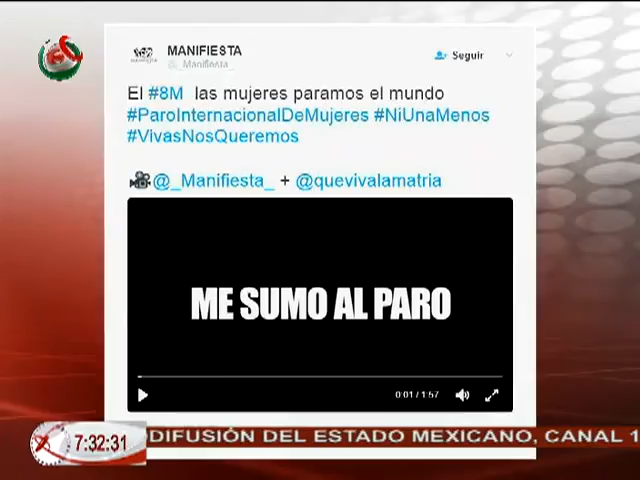 MANIFIESTA
@_Manifiesta_
Seguir
El #8M las mujeres paramos el mundo
#ParoInternacionalDeMujeres #NiUnaMenos
#VivasNosQueremos
@_Manifiesta_ + @quevivalamatria
ME SUMO AL PARO
0:01 / 1:57
7:32:31
DIFUSIÓN DEL ESTADO MEXICANO, CANAL 1